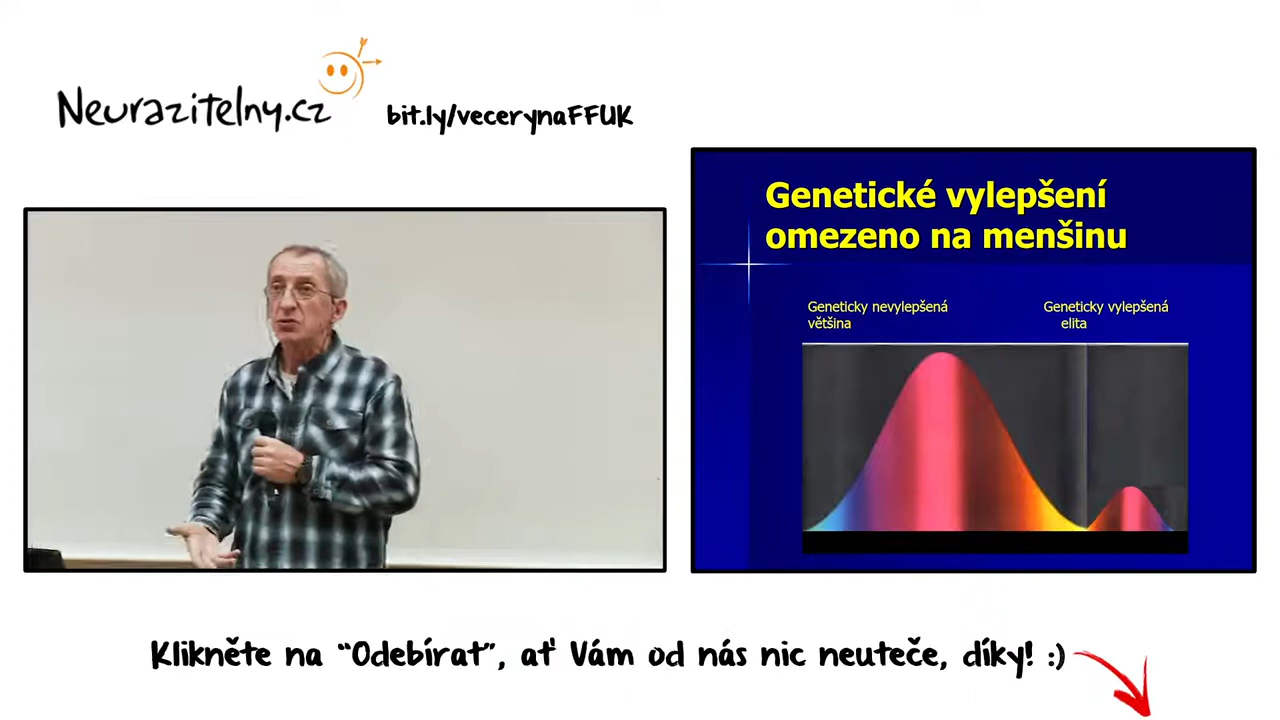 Neurazitelny.cz
bit.ly/vecerynaFFUK
Genetické vylepšení
omezeno na menšinu
Geneticky nevylepšená
většina
Geneticky vylepšená
elita
Klikněte na “Odebírat”, ať Vám od nás nic neuteče, díky! :)